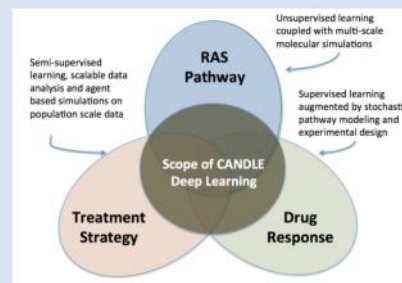 Unsupervised learning
coupled with multi-scale
molecular simulations
RAS
Pathway
Semi-supervised
learning, scalable data
analysis and agent
based simulations on
population scale data
Supervised learning
augmented by stochastic
pathway modeling and
experimental design
Scope of CANDLE
Deep Learning
Treatment
Strategy
Drug
Response